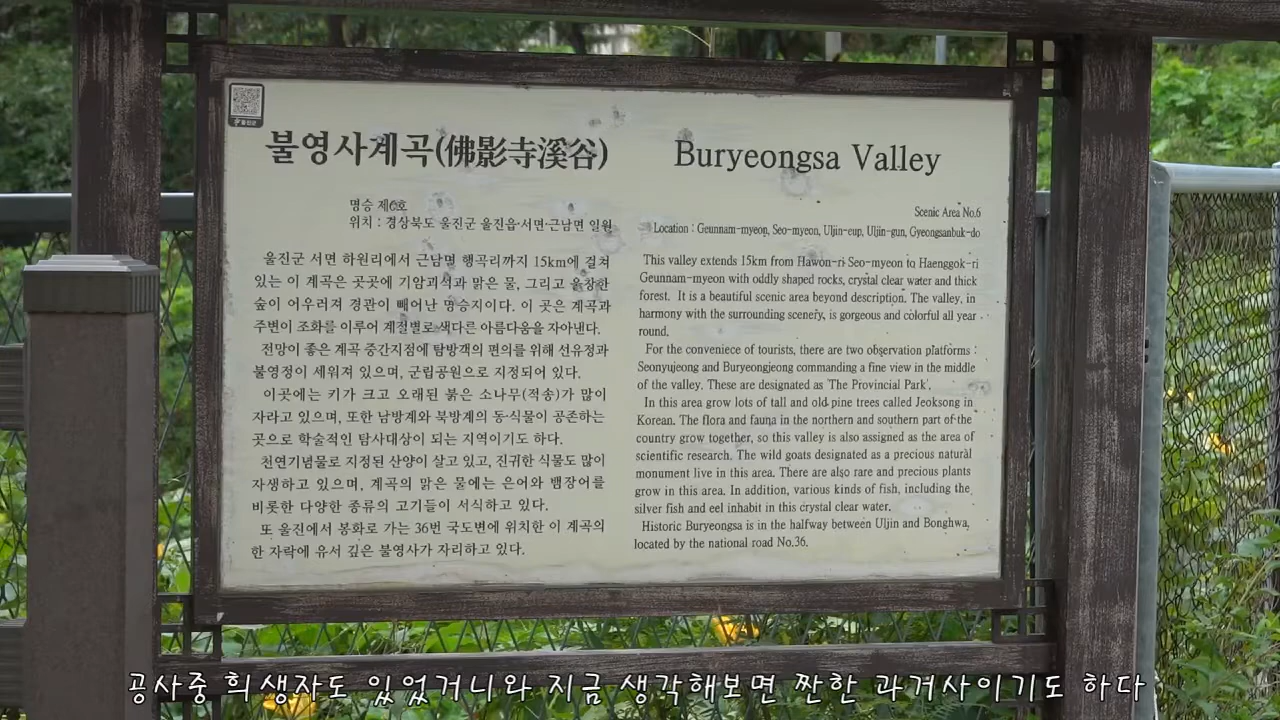 울진군
불영사계곡(佛影寺溪谷)
명승 제6호
위치 : 경상북도 울진군 울진읍·서면·근남면 일원
울진군 서면 하원리에서 근남면 행곡리까지 15km에 걸쳐
있는 이 계곡은 곳곳에 기암괴석과 맑은 물, 그리고 울창한
숲이 어우러져 경관이 빼어난 명승지이다. 이 곳은 계곡과
주변이 조화를 이루어 계절별로 색다른 아름다움을 자아낸다.
전망이 좋은 계곡 중간지점에 탐방객의 편의를 위해 선유정과
불영정이 세워져 있으며, 군립공원으로 지정되어 있다.
이곳에는 키가 크고 오래된 붉은 소나무(적송)가 많이
자라고 있으며, 또한 남방계와 북방계의 동·식물이 공존하는
곳으로 학술적인 탐사대상이 되는 지역이기도 하다.
천연기념물로 지정된 산양이 살고 있고, 진귀한 식물도 많이
자생하고 있으며, 계곡의 맑은 물에는 은어와 뱀장어를
비롯한 다양한 종류의 고기들이 서식하고 있다.
또 울진에서 봉화로 가는 36번 국도변에 위치한 이 계곡의
한 자락에 유서 깊은 불영사가 자리하고 있다.
Buryeongsa Valley
Scenic Area No.6
Location : Geunnam-myeop, Seo-myeon, Uljin-eup, Uljin-gun, Gyeongsanbuk-do
This valley extends 15km from Hawon-ri Seo-myeon to Haenggok-ri
Geunnam-myeon with oddly shaped rocks, crystal clear water and thick
forest. It is a beautiful scenic area beyond description. The valley, in
harmony with the surrounding scenery, is gorgeous and colorful all year
round.
For the conveniece of tourists, there are two observation platforms :
Seonyujeong and Buryeongjeong commanding a fine view in the middle
of the valley. These are designated as 'The Provincial Park'.
In this area grow lots of tall and old pine trees called Jeoksong in
Korean. The flora and fauna in the northern and southern part of the
country grow together, so this valley is also assigned as the area of
scientific research. The wild goats designated as a precious natural
monument live in this area. There are also rare and precious plants
grow in this area. In addition, various kinds of fish, including the
silver fish and eel inhabit in this crystal clear water.
Historic Buryeongsa is in the halfway between Uljin and Bonghwa,
located by the national road No.36.
공사중 희생자도 있었거니와 지금 생각해보면 짠한 과거사이기도 하다